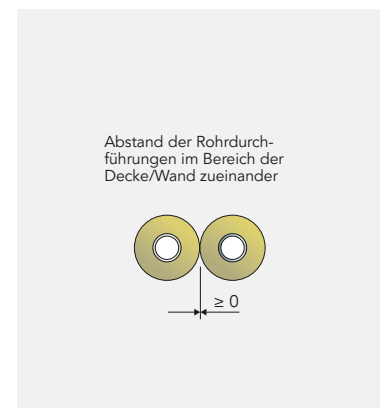 Abstand der Rohrdurch-
führungen im Bereich der
Decke/Wand zueinander
≥ 0